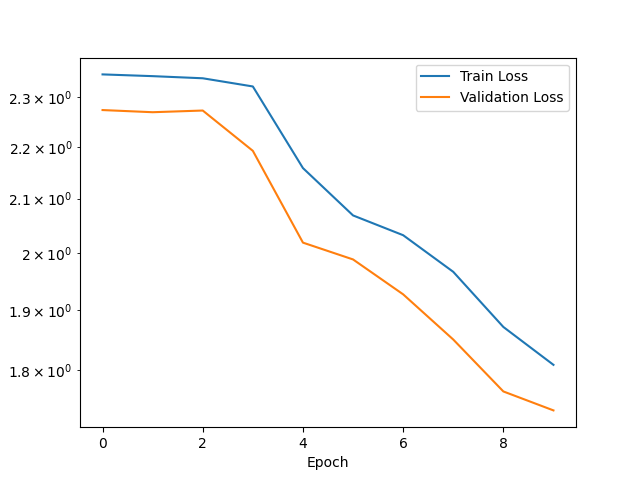 Train Loss
Validation Loss
2.3 × 10⁰
2.2 × 10⁰
2.1 × 10⁰
2 × 10⁰
1.9 × 10⁰
1.8 × 10⁰
0 2 4 6 8
Epoch